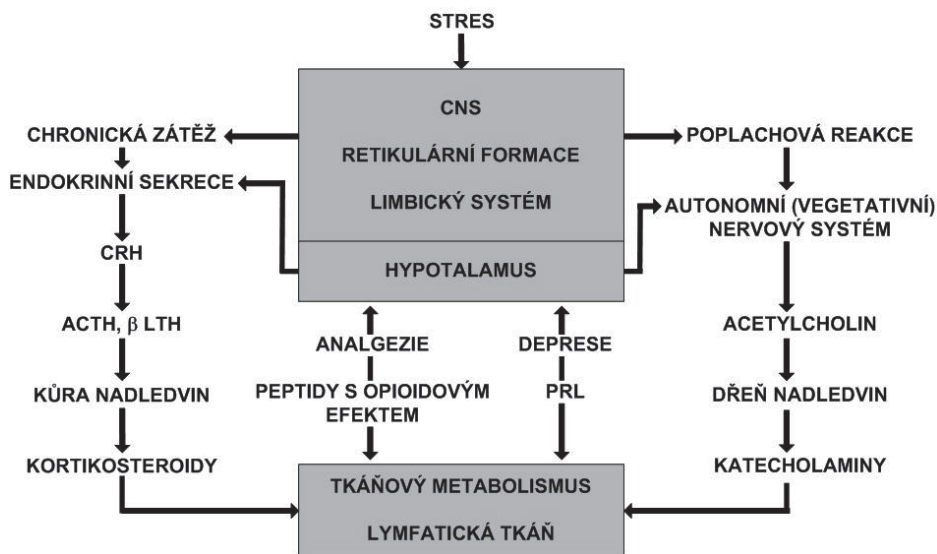 STRES
CNS
CHRONICKÁ ZÁTĚŽ
POPLACHOVÁ REAKCE
RETIKULÁRNÍ FORMACE
ENDOKRINNÍ SEKRECE
LIMBICKÝ SYSTÉM
AUTONOMNÍ (VEGETATIVNÍ)
NERVOVÝ SYSTÉM
CRH
HYPOTALAMUS
ACTH, β LTH
ANALGEZIE
DEPRESE
ACETYLCHOLIN
KŮRA NADLEDVIN
PEPTIDY S OPIOIDOVÝM
EFEKTEM
PRL
DŘEŇ NADLEDVIN
KORTIKOSTEROIDY
KATECHOLAMINY
TKÁŇOVÝ METABOLISMUS
LYMFATICKÁ TKÁŇ